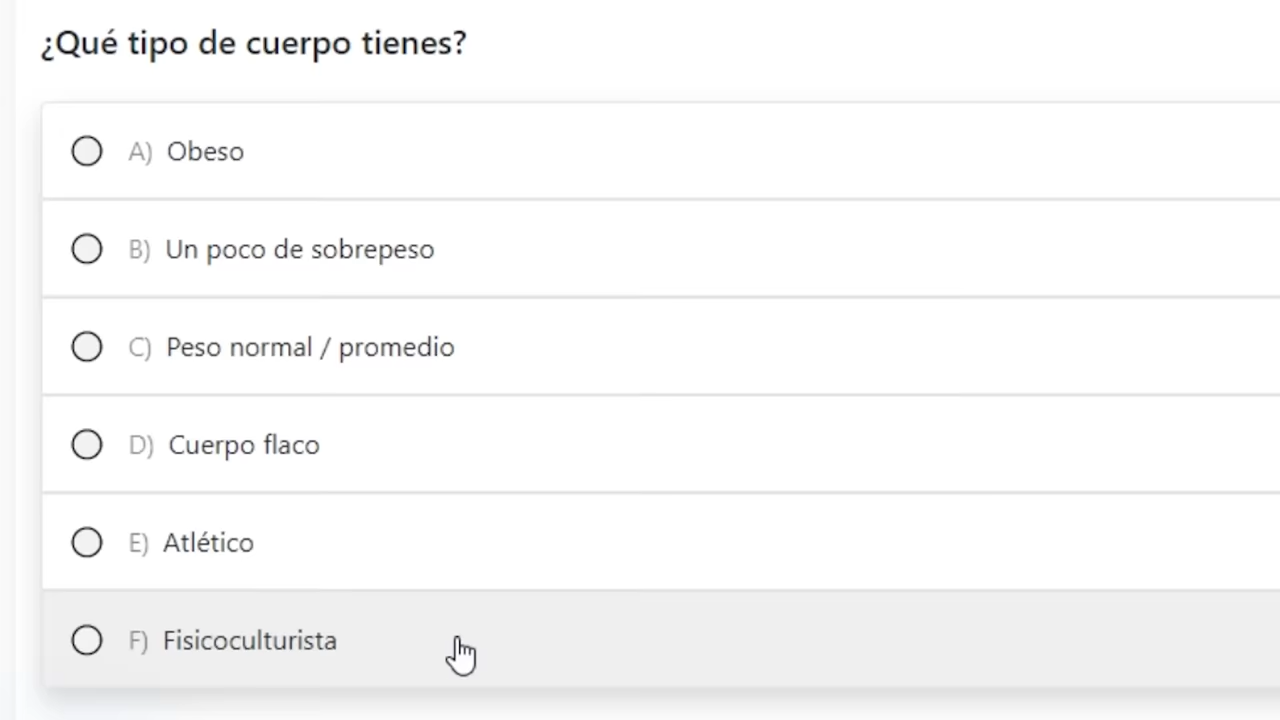 ¿Qué tipo de cuerpo tienes?
A) Obeso
B) Un poco de sobrepeso
C) Peso normal / promedio
D) Cuerpo flaco
E) Atlético
F) Fisicoculturista